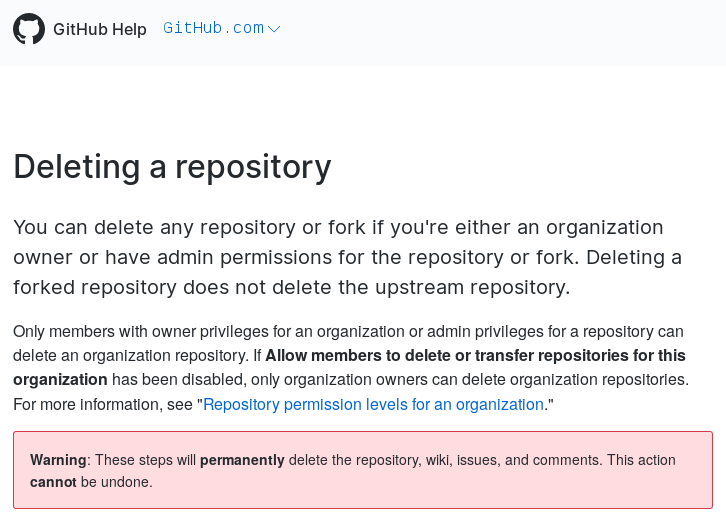 GitHub Help GitHub.com
Deleting a repository
You can delete any repository or fork if you're either an organization
owner or have admin permissions for the repository or fork. Deleting a
forked repository does not delete the upstream repository.
Only members with owner privileges for an organization or admin privileges for a repository can
delete an organization repository. If Allow members to delete or transfer repositories for this
organization has been disabled, only organization owners can delete organization repositories.
For more information, see "Repository permission levels for an organization."
Warning: These steps will permanently delete the repository, wiki, issues, and comments. This action
cannot be undone.